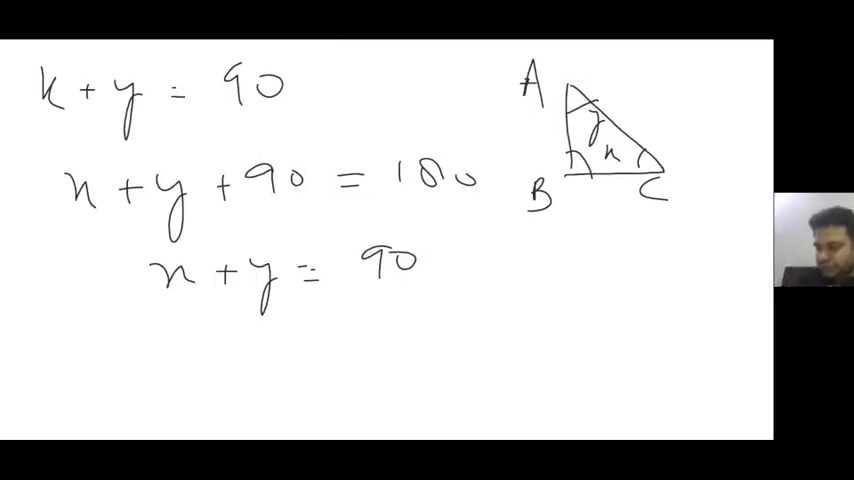 x + y = 90
x + y + 90 = 180
x + y = 90
A
y
x
B
C